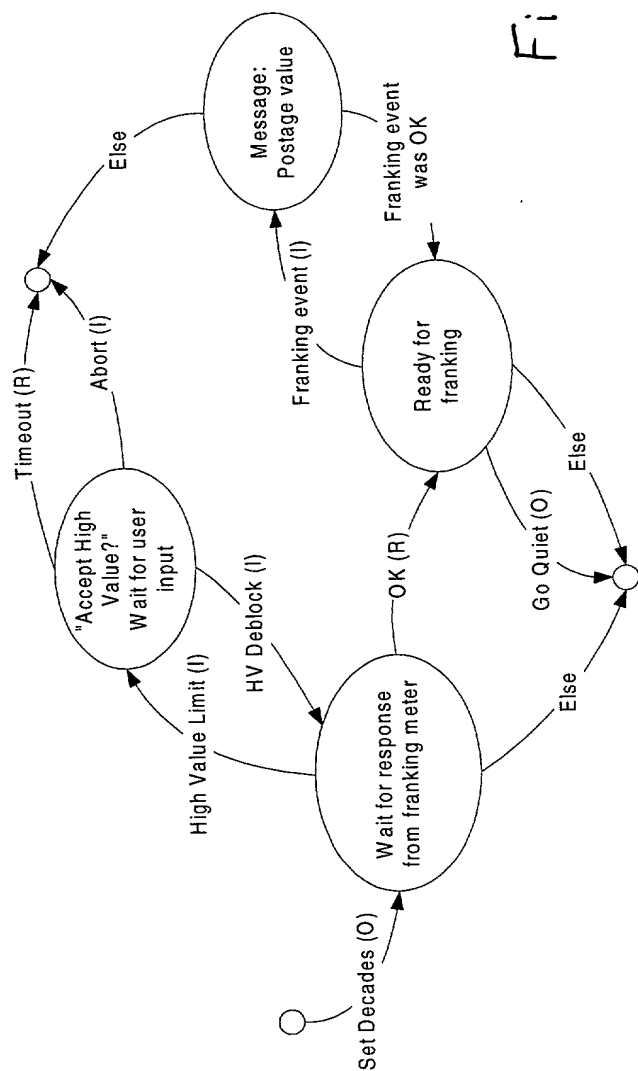 Set Decades (O)
Wait for response
from franking meter
High Value Limit (I)
HV Deblock (I)
"Accept High
Value?"
Wait for user
input
Timeout (R)
Abort (I)
OK (R)
Else
Ready for
franking
Go Quiet (O)
Else
Franking event (I)
Franking event
was OK
Message:
Postage value
Else